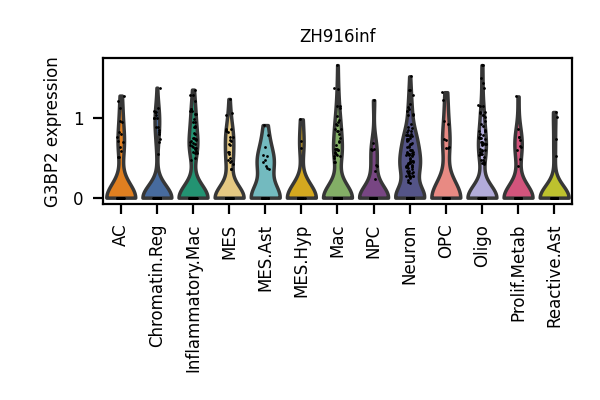 ZH916inf
G3BP2 expression
1
0
AC
Chromatin.Reg
Inflammatory.Mac
MES
MES.Ast
MES.Hyp
Mac
NPC
Neuron
OPC
Oligo
Prolif.Metab
Reactive.Ast